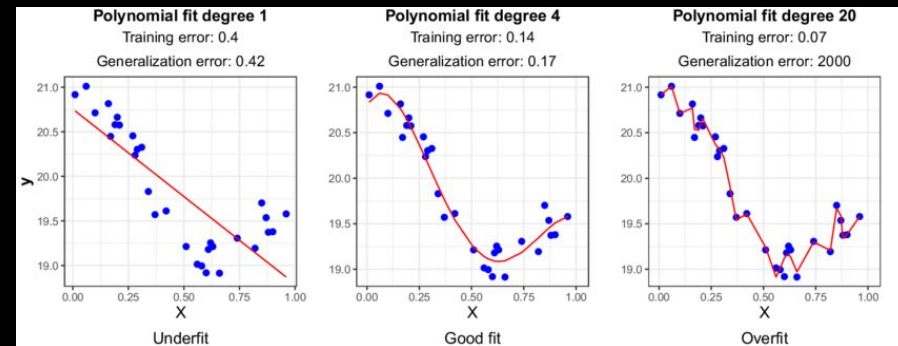 Polynomial fit degree 1
Training error: 0.4
Generalization error: 0.42
21.0
20.5
20.0
19.5
19.0
y
0.00 0.25 0.50 0.75 1.00
X
Underfit
Polynomial fit degree 4
Training error: 0.14
Generalization error: 0.17
21.0
20.5
20.0
19.5
19.0
0.00 0.25 0.50 0.75 1.00
X
Good fit
Polynomial fit degree 20
Training error: 0.07
Generalization error: 2000
21.0
20.5
20.0
19.5
19.0
0.00 0.25 0.50 0.75 1.00
X
Overfit